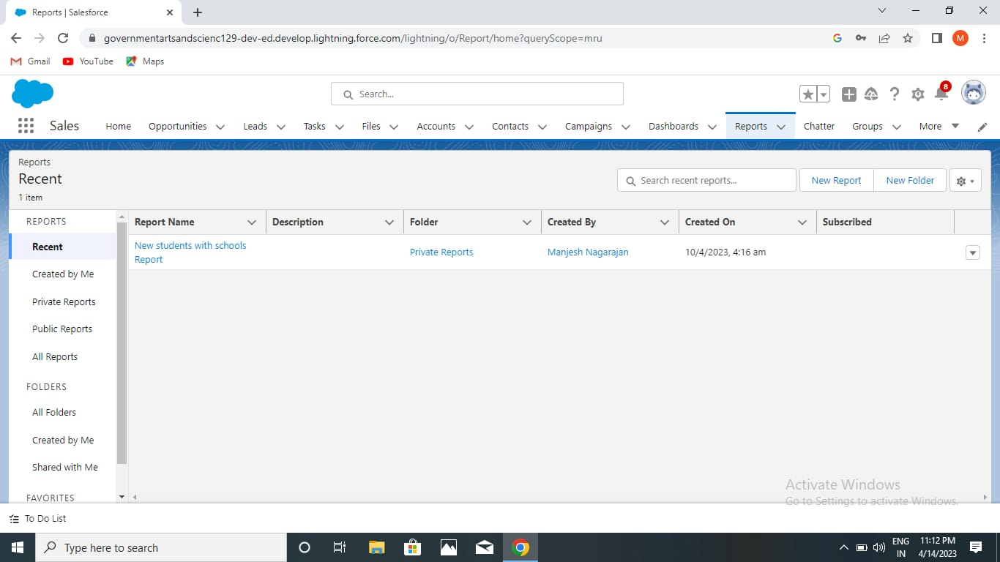 Reports | Salesforce
governmentartsandscienc129-dev-ed.develop.lightning.force.com/lightning/o/Report/home?queryScope=mru
M
Gmail YouTube Maps
Search...
8
Sales Home Opportunities Leads Tasks Files Accounts Contacts Campaigns Dashboards Reports Chatter Groups More
Reports
Recent
1 item
Search recent reports...
New Report New Folder
REPORTS
Recent
Created by Me
Private Reports
Public Reports
All Reports
FOLDERS
All Folders
Created by Me
Shared with Me
FAVORITES
Report Name Description Folder Created By Created On Subscribed
New students with schools
Report
Private Reports Manjesh Nagarajan 10/4/2023, 4:16 am
Activate Windows
Go to Settings to activate Windows.
To Do List
Type here to search
ENG
IN
11:12 PM
4/14/2023